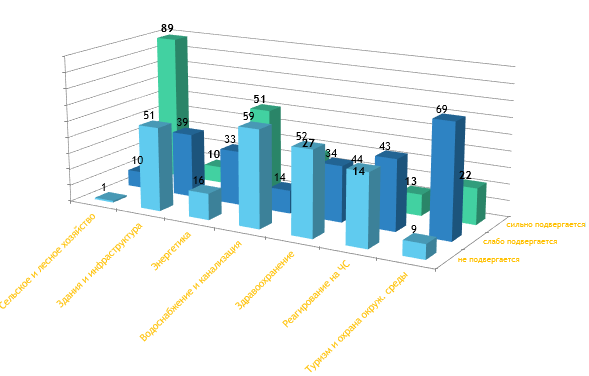 89
51
39
10
10
1
33
16
59
51
14
52
27
34
44
14
43
13
69
22
9
сильно подвергается
слабо подвергается
не подвергается
Сельское и лесное хозяйство
Здания и инфраструктура
Энергетика
Водоснабжение и канализация
Здравоохранение
Реагирование на ЧС
Туризм и охрана окруж. среды